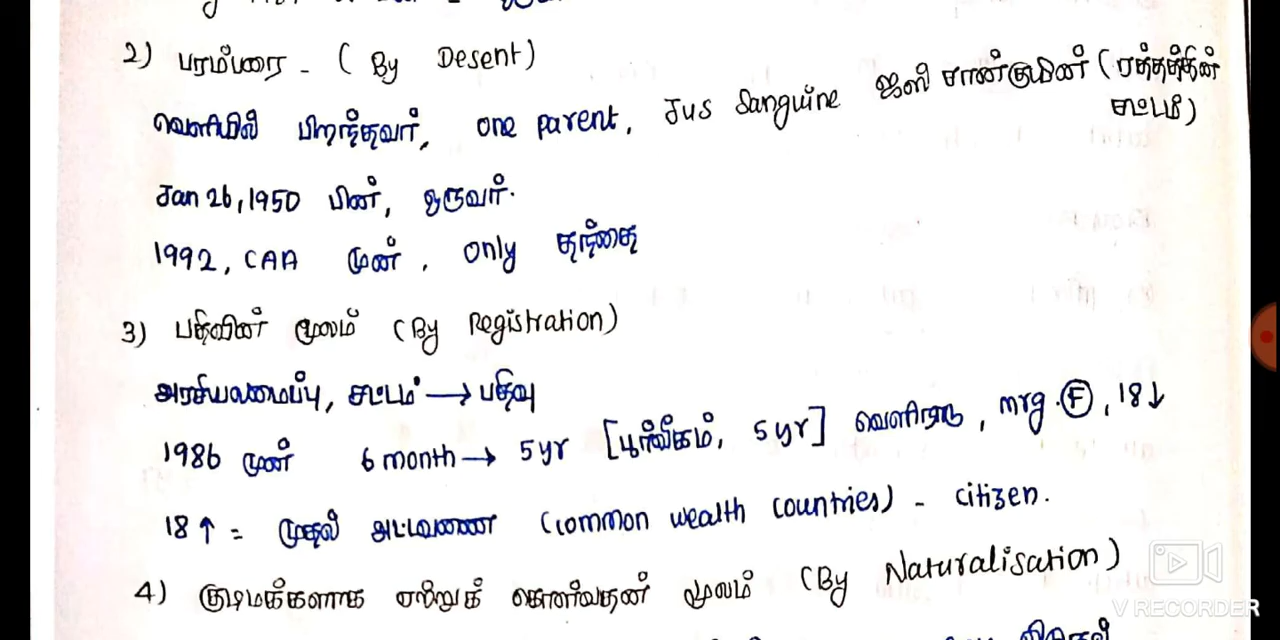 2) பரம்பரை - (By Desent)
வெளியில் பிறந்தவர், one parent, Jus Sanguine ஜஸ் சாண்குயின் (ரத்தத்தின் சட்டம்)
Jan 26, 1950 பின், ஒருவர்.
1992, CAA முன், only தந்தை
3) பதிவின் மூலம் (By Registration)
அரசியலமைப்பு, சட்டம் → பதிவு
1986 முன் 6 month → 5 yr [பூர்வீகம், 5 yr] வெளிநாடு, mrg. F, 18↓
18 ↑ = முதல் அட்டவணை (common wealth countries) - citizen.
4) குடிமக்களாக ஏற்றுக் கொள்வதன் மூலம் (By Naturalisation)
V RECORDER